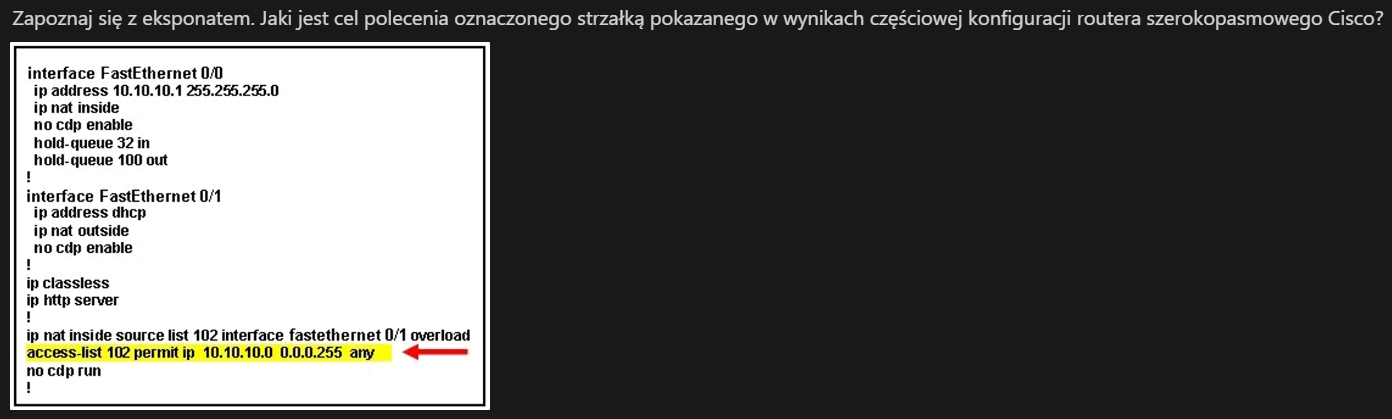 Zapoznaj się z eksponatem. Jaki jest cel polecenia oznaczonego strzałką pokazanego w wynikach częściowej konfiguracji routera szerokopasmowego Cisco?
interface FastEthernet 0/0
ip address 10.10.10.1 255.255.255.0
ip nat inside
no cdp enable
hold-queue 32 in
hold-queue 100 out
!
interface FastEthernet 0/1
ip address dhcp
ip nat outside
no cdp enable
!
ip classless
ip http server
!
ip nat inside source list 102 interface fastethernet 0/1 overload
access-list 102 permit ip 10.10.10.0 0.0.0.255 any
no cdp run
!